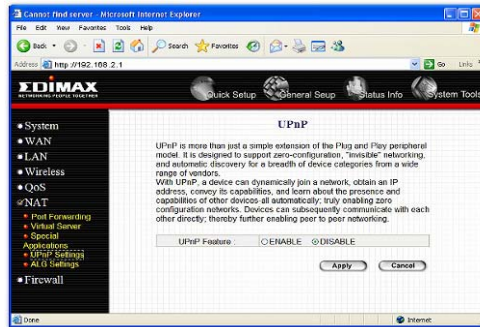 Cannot find server - Microsoft Internet Explorer
File Edit View Favorites Tools Help
Back Search Favorites
Address http://192.168.2.1 Go Links
EDIMAX
NETWORKING PEOPLE TOGETHER
Quick Setup General Seup Status Info System Tools
System
WAN
LAN
Wireless
QoS
NAT
Port Forwarding
Virtual Server
Special
Applications
UPnP Settings
ALG Settings
Firewall
UPnP
UPnP is more than just a simple extension of the Plug and Play peripheral
model. It is designed to support zero-configuration, "invisible" networking,
and automatic discovery for a breadth of device categories from a wide
range of vendors.
With UPnP, a device can dynamically join a network, obtain an IP
address, convey its capabilities, and learn about the presence and
capabilities of other devices-all automatically; truly enabling zero
configuration networks. Devices can subsequently communicate with each
other directly; thereby further enabling peer to peer networking.
UPnP Feature : ENABLE DISABLE
Apply Cancel
Done Internet